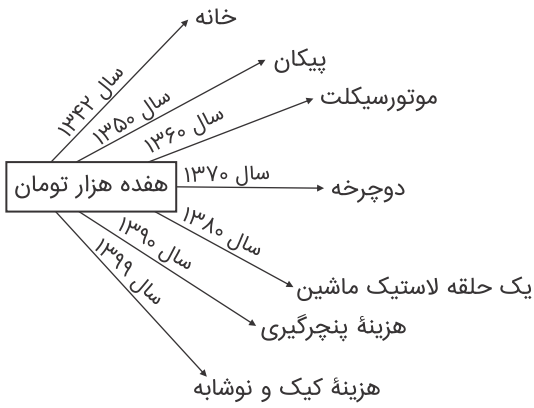 هفده هزار تومان
سال ۱۳۴۲
خانه
سال ۱۳۵۰
پیکان
سال ۱۳۶۰
موتورسیکلت
سال ۱۳۷۰
دوچرخه
سال ۱۳۸۰
یک حلقه لاستیک ماشین
سال ۱۳۹۰
هزینهٔ پنچرگیری
سال ۱۳۹۹
هزینهٔ کیک و نوشابه